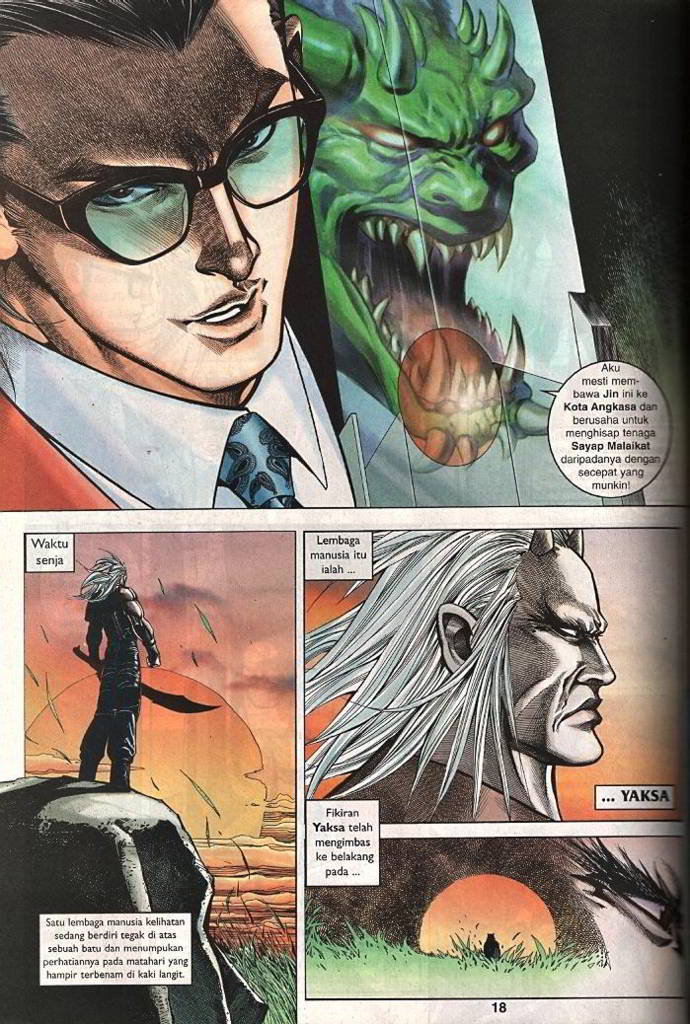 Aku
mesti mem-
bawa Jin ini ke
Kota Angkasa dan
berusaha untuk
menghisap tenaga
Sayap Malaikat
daripadanya dengan
secepat yang
munkin!
Waktu
senja
Lembaga
manusia itu
ialah ...
... YAKSA
Satu lembaga manusia kelihatan
sedang berdiri tegak di atas
sebuah batu dan menumpukan
perhatiannya pada matahari yang
hampir terbenam di kaki langit.
Fikiran
Yaksa telah
mengimbas
ke belakang
pada ...
18